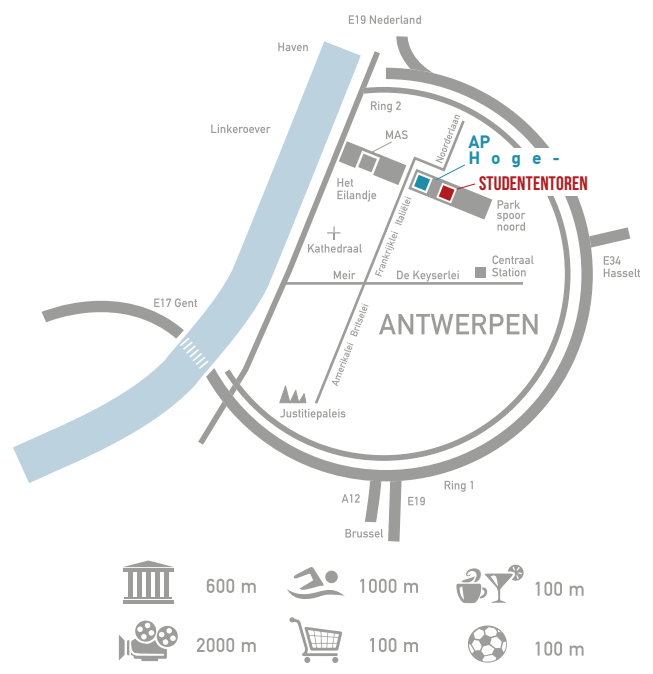 E19 Nederland
Haven
Ring 2
Linkeroever
MAS
Noorderlaan
AP
Hoge-
STUDENTENTOREN
Het
Eilandje
Park
spoor
noord
Italiëlei
Frankrijklei
Kathedraal
E34
Hasselt
Centraal
Station
Meir
De Keyserlei
E17 Gent
Britselei
Amerikalei
ANTWERPEN
Justitiepaleis
Ring 1
A12
E19
Brussel
600 m
1000 m
100 m
2000 m
100 m
100 m